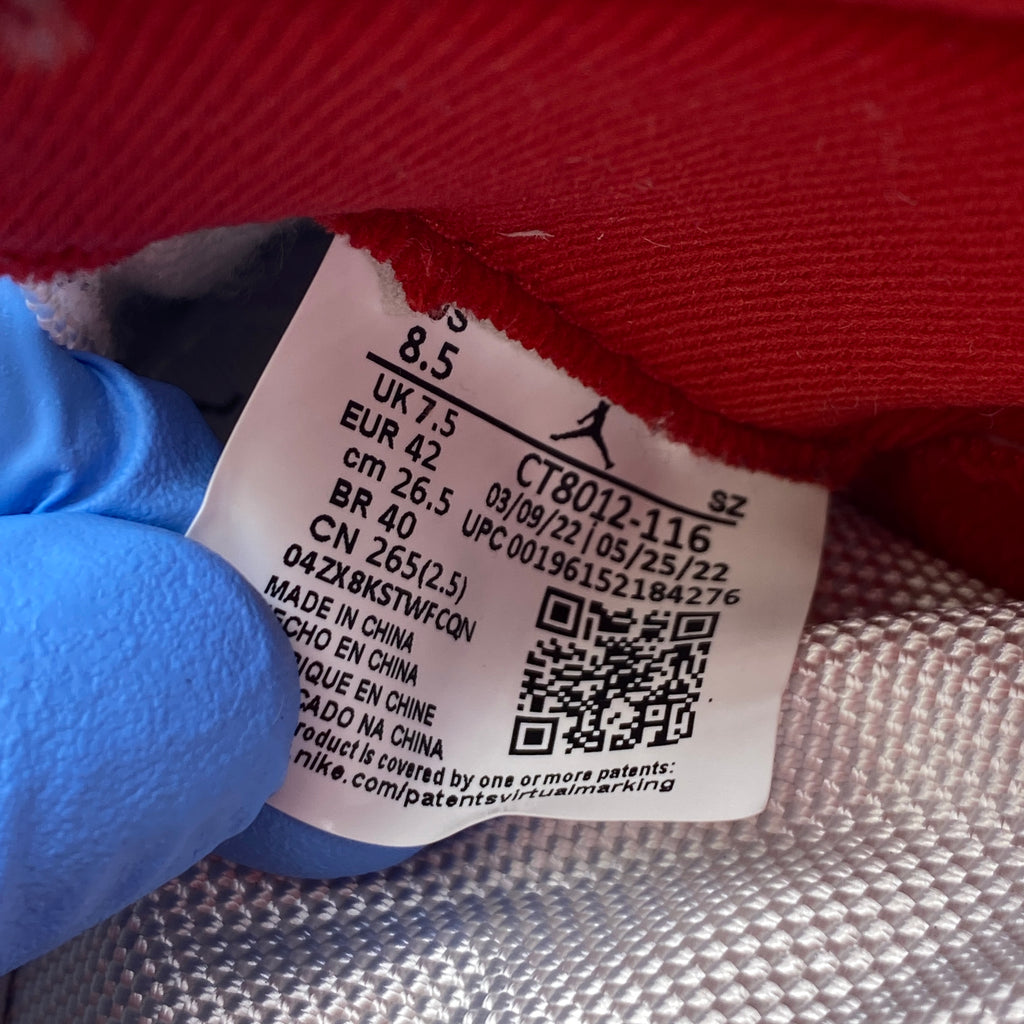 8.5
UK 7.5
EUR 42
cm 26.5
BR 40
CN 265(2.5)
04ZX8KSTWFCQN
MADE IN CHINA
ECHO EN CHINA
IQUE EN CHINE
CADO NA CHINA
SZ
CT8012-116
03/09/22 | 05/25/22
UPC 00196152184276
roduct is covered by one or more patents:
.nike.com/patentsvirtualmarking